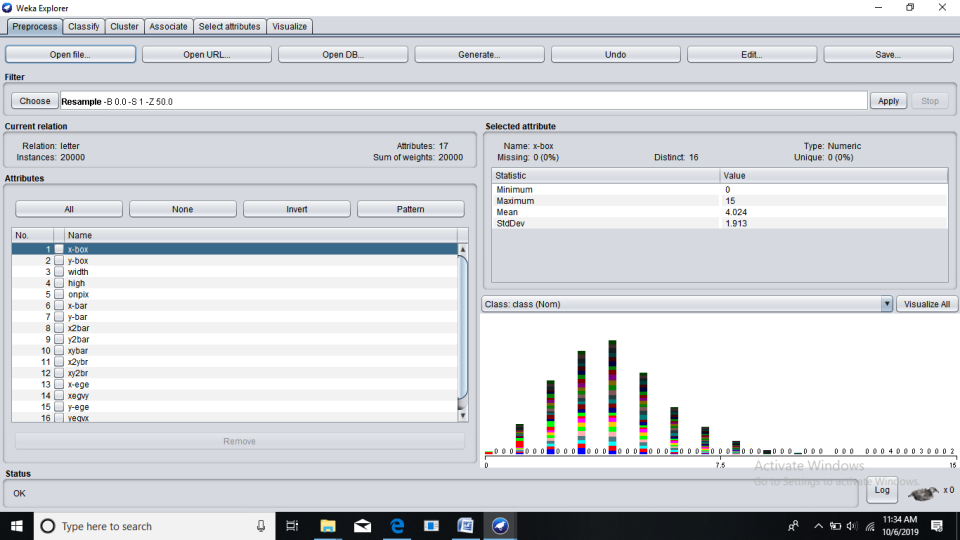 Weka Explorer
Preprocess Classify Cluster Associate Select attributes Visualize
Open file... Open URL... Open DB... Generate... Undo Edit... Save...
Filter
Choose Resample -B 0.0 -S 1 -Z 50.0 Apply Stop
Current relation
Relation: letter Attributes: 17
Instances: 20000 Sum of weights: 20000
Attributes
All None Invert Pattern
No. Name
1 x-box
2 y-box
3 width
4 high
5 onpix
6 x-bar
7 y-bar
8 x2bar
9 y2bar
10 xybar
11 x2ybr
12 xy2br
13 x-ege
14 xegvy
15 y-ege
16 yegvx
Remove
Selected attribute
Name: x-box Type: Numeric
Missing: 0 (0%) Distinct: 16 Unique: 0 (0%)
Statistic Value
Minimum 0
Maximum 15
Mean 4.024
StdDev 1.913
Class: class (Nom) Visualize All
0 0 0 0 0 0 0 0 0 0 0 0 0 0 0 0 0 0 0 0 0 0 0 0 0 0 0 0 0 0 0 0 0 0 0 0 4 0 0 0 3 0 0 0 2
0 7.5 15
Activate Windows
Go to Settings to activate Windows.
Status
OK Log x 0
Type here to search
11:34 AM
10/6/2019